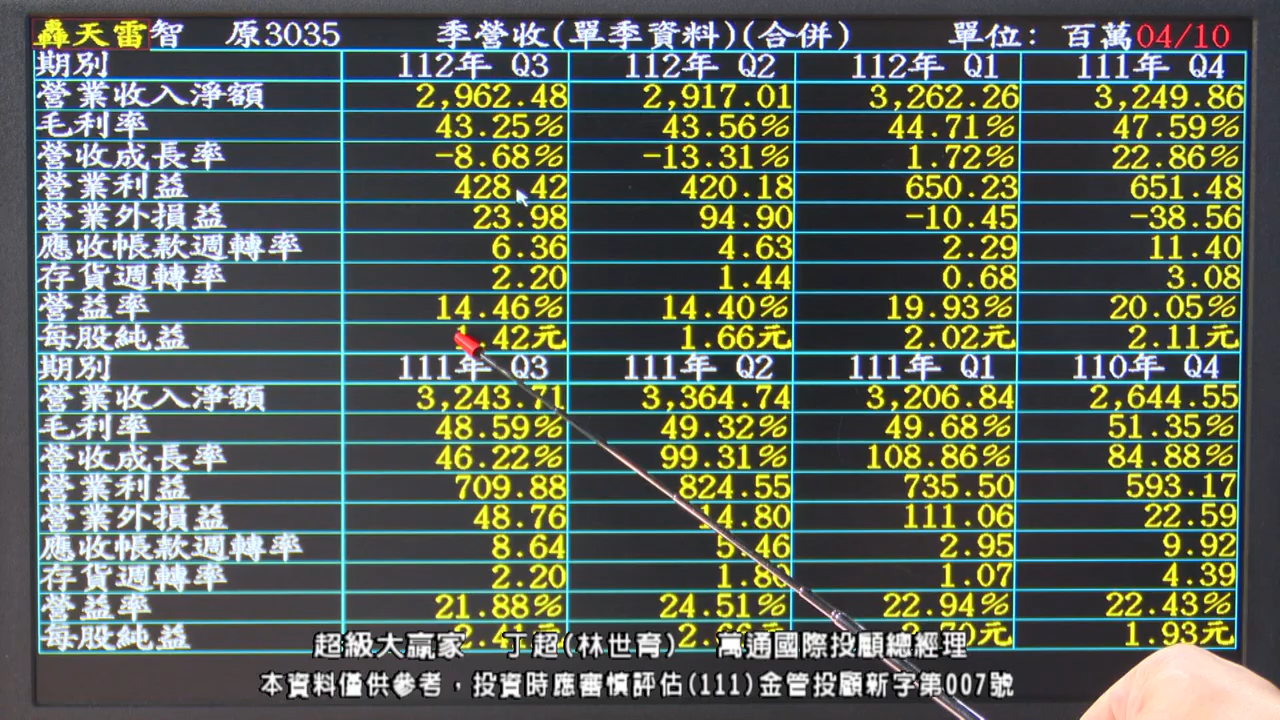 轟天雷智 原3035 季營收(單季資料)(合併) 單位: 百萬04/10
期別 112年 Q3 112年 Q2 112年 Q1 111年 Q4
營業收入淨額 2,962.48 2,917.01 3,262.26 3,249.86
毛利率 43.25% 43.56% 44.71% 47.59%
營收成長率 -8.68% -13.31% 1.72% 22.86%
營業利益 428.42 420.18 650.23 651.48
營業外損益 23.98 94.90 -10.45 -38.56
應收帳款週轉率 6.36 4.63 2.29 11.40
存貨週轉率 2.20 1.44 0.68 3.08
營益率 14.46% 14.40% 19.93% 20.05%
每股純益 1.42元 1.66元 2.02元 2.11元
期別 111年 Q3 111年 Q2 111年 Q1 110年 Q4
營業收入淨額 3,243.71 3,364.74 3,206.84 2,644.55
毛利率 48.59% 49.32% 49.68% 51.35%
營收成長率 46.22% 99.31% 108.86% 84.88%
營業利益 709.88 824.55 735.50 593.17
營業外損益 48.76 14.80 111.06 22.59
應收帳款週轉率 8.64 5.46 2.95 9.92
存貨週轉率 2.20 1.80 1.07 4.39
營益率 21.88% 24.51% 22.94% 22.43%
每股純益 1.93元
超級大贏家 丁超(林世育) 萬通國際投顧總經理
本資料僅供參考，投資時應審慎評估(111)金管投顧新字第007號